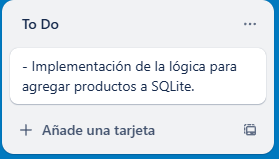 To Do
- Implementación de la lógica para
agregar productos a SQLite.
+ Añade una tarjeta